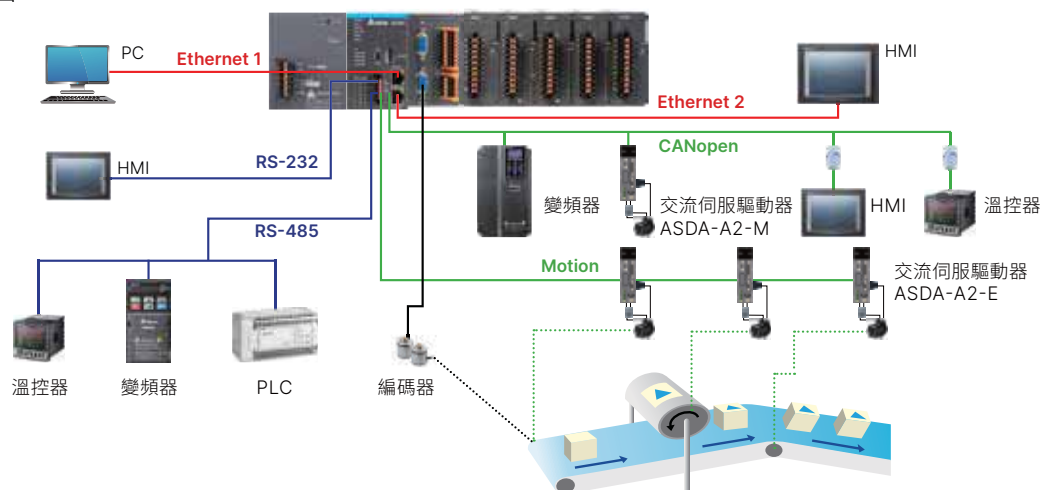 PC
Ethernet 1
HMI
Ethernet 2
CANopen
HMI
RS-232
變頻器
交流伺服驅動器
ASDA-A2-M
HMI
溫控器
RS-485
Motion
交流伺服驅動器
ASDA-A2-E
溫控器
變頻器
PLC
編碼器